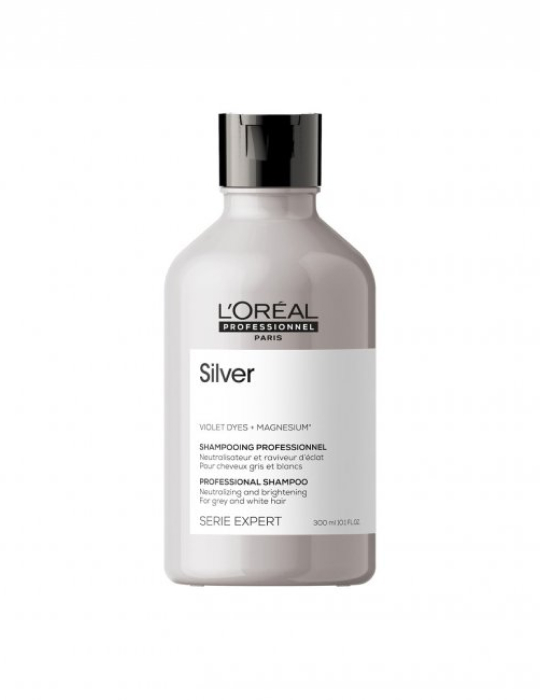 L'ORÉAL
PROFESSIONNEL
PARIS
Silver
VIOLET DYES + MAGNESIUM*
SHAMPOOING PROFESSIONNEL
Neutralisateur et raviveur d'éclat
Pour cheveux gris et blancs
PROFESSIONAL SHAMPOO
Neutralizing and brightening
For grey and white hair
SERIE EXPERT 300 ml 10.1 FL.OZ.